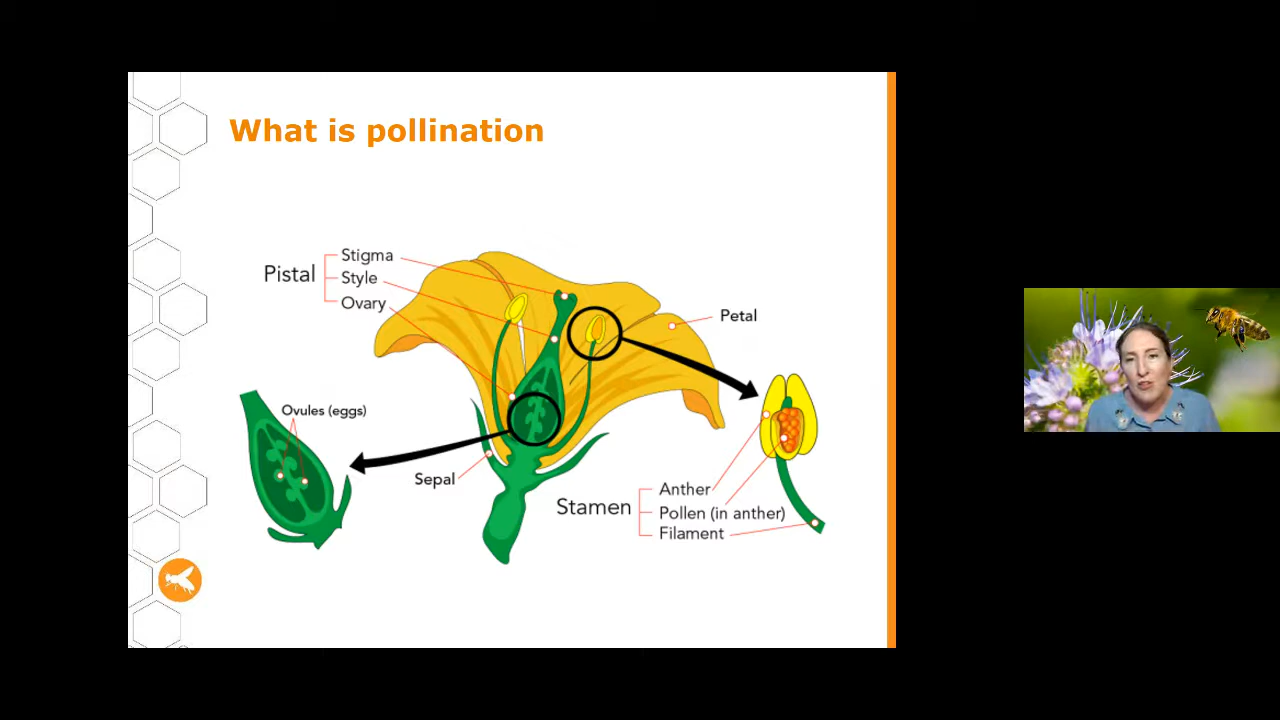 What is pollination
Pistal
Stigma
Style
Ovary
Petal
Ovules (eggs)
Sepal
Stamen
Anther
Pollen (in anther)
Filament